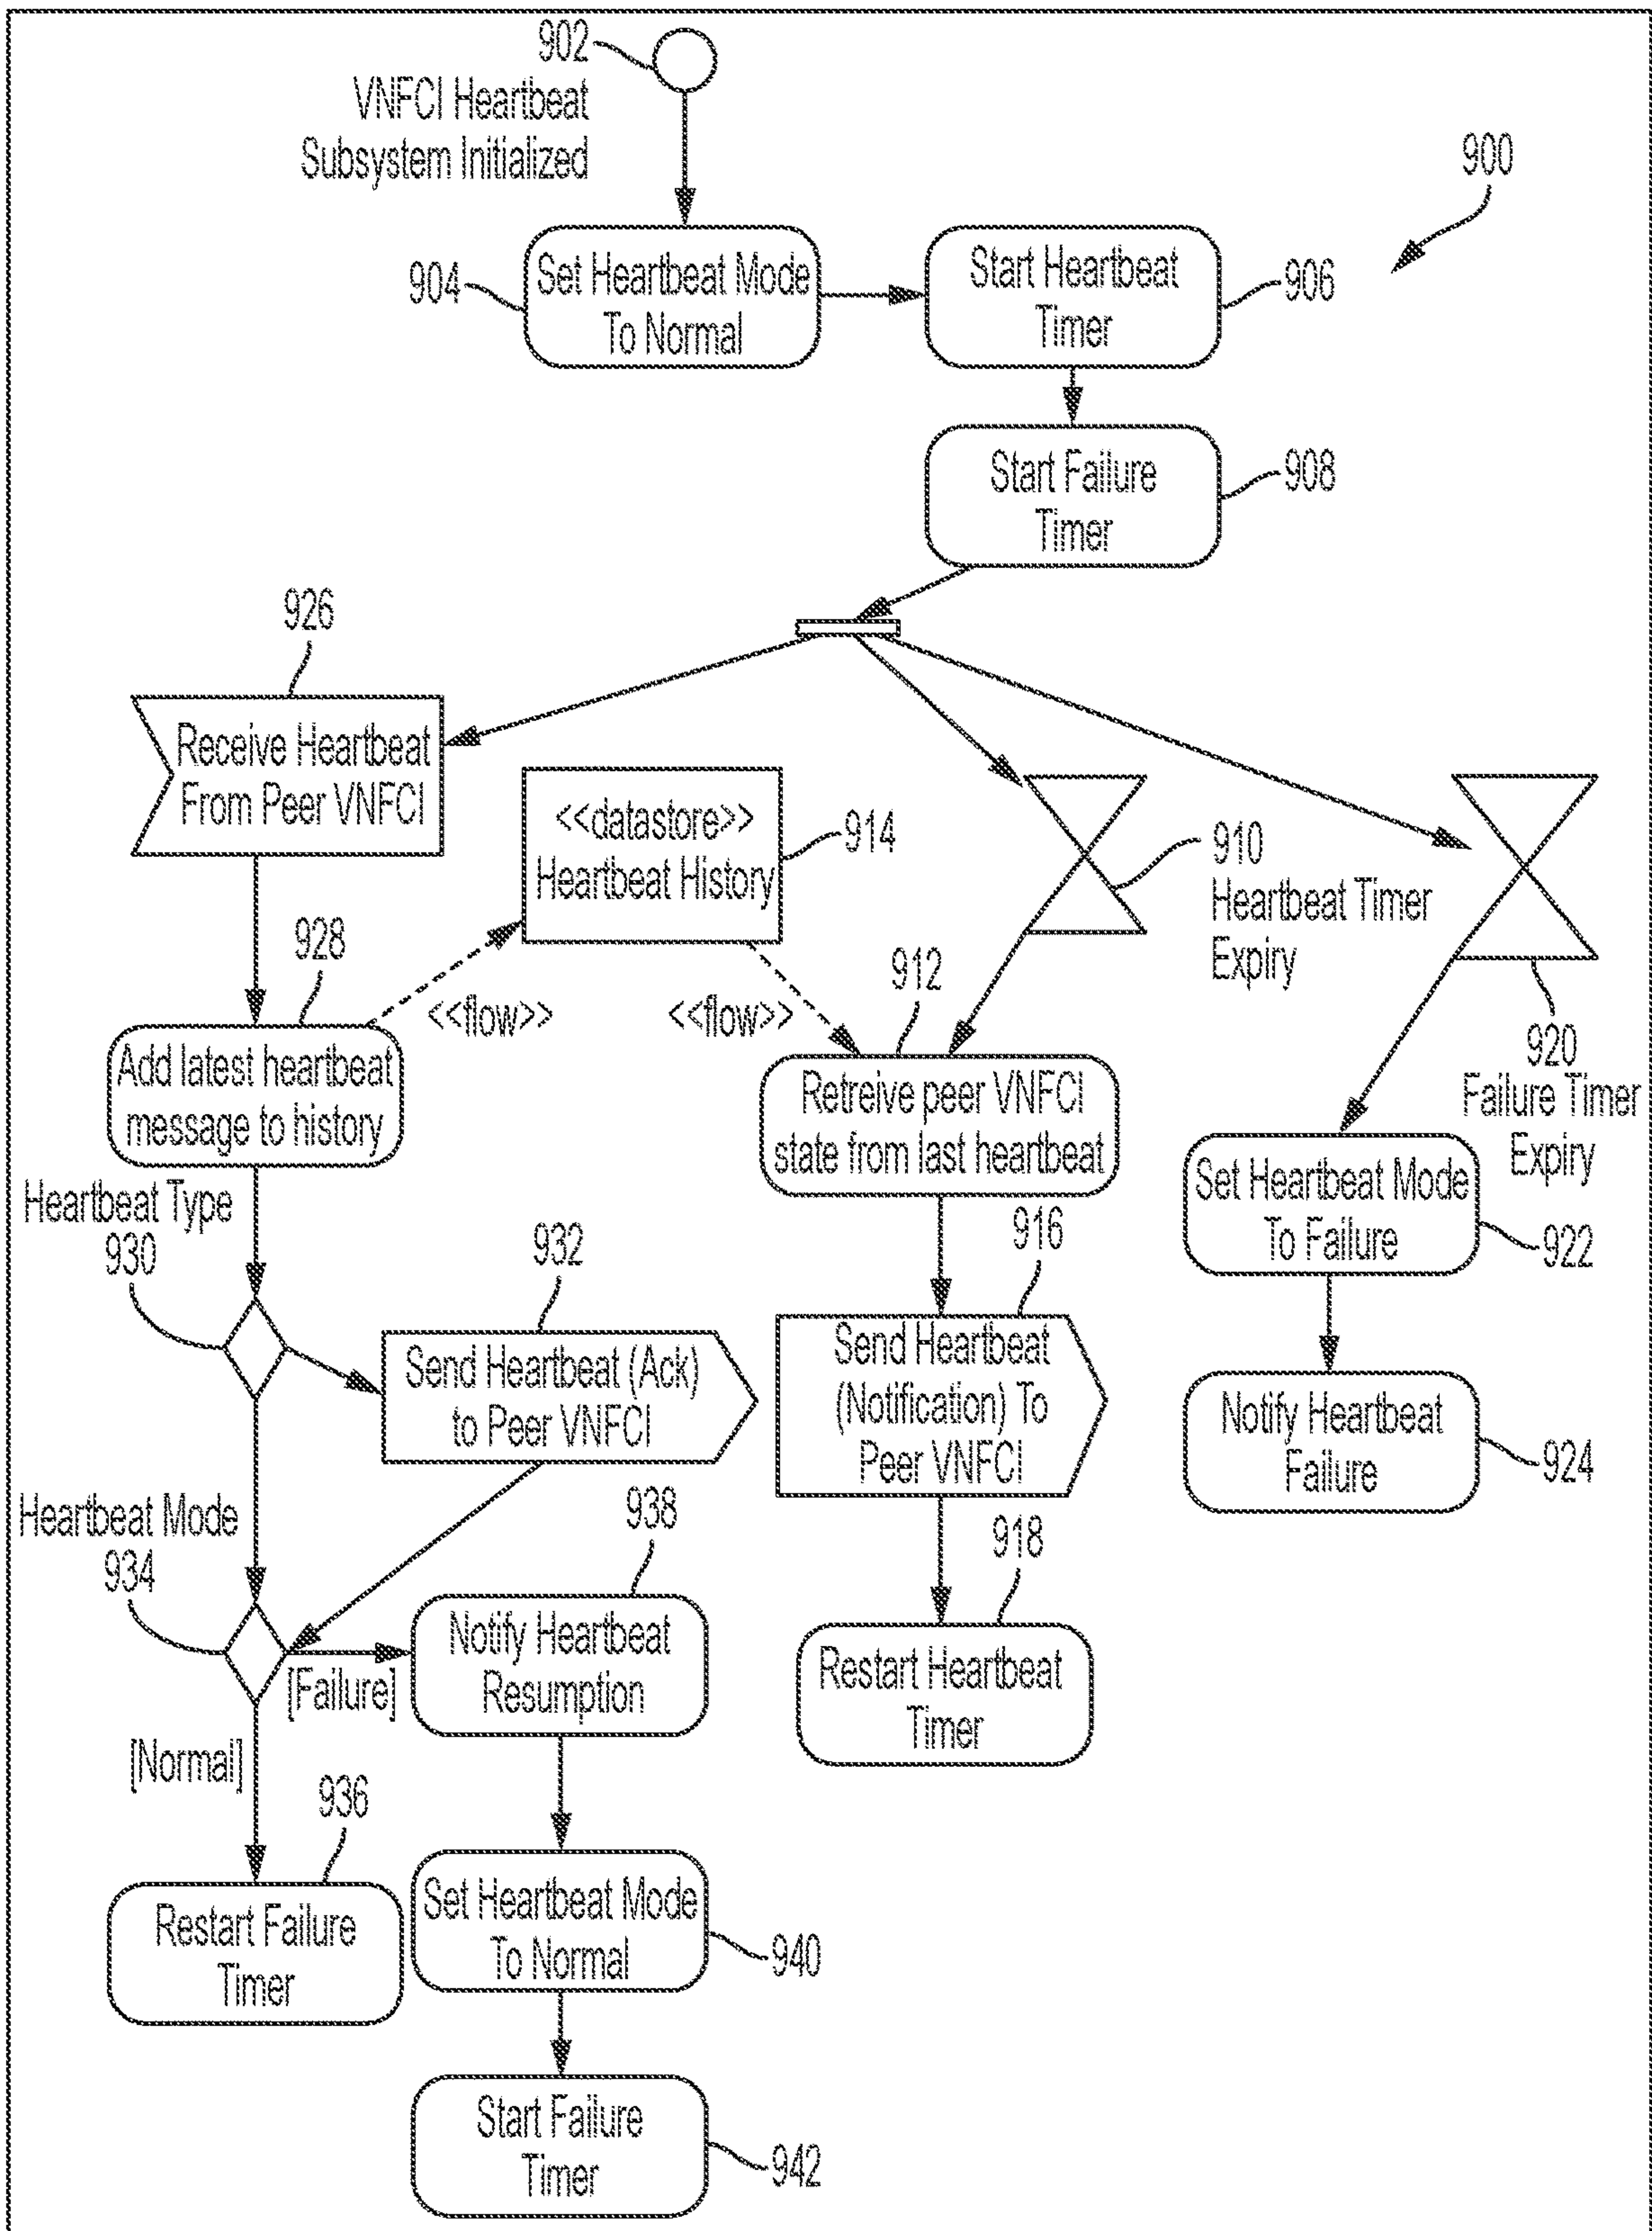 902
VNFCI Heartbeat
Subsystem Initialized
900
904
Set Heartbeat Mode
To Normal
Start Heartbeat
Timer
906
Start Failure
Timer
908
926
Receive Heartbeat
From Peer VNFCI
<<datastore>>
Heartbeat History
914
910
Heartbeat Timer
Expiry
928
<<flow>>
<<flow>>
912
920
Failure Timer
Expiry
Add latest heartbeat
message to history
Retreive peer VNFCI
state from last heartbeat
Set Heartbeat Mode
To Failure
922
Heartbeat Type
930
932
Send Heartbeat (Ack)
to Peer VNFCI
916
Send Heartbeat
(Notification) To
Peer VNFCI
Notify Heartbeat
Failure
924
Heartbeat Mode
934
938
Notify Heartbeat
Resumption
918
Restart Heartbeat
Timer
[Failure]
[Normal]
936
Restart Failure
Timer
Set Heartbeat Mode
To Normal
940
Start Failure
Timer
942